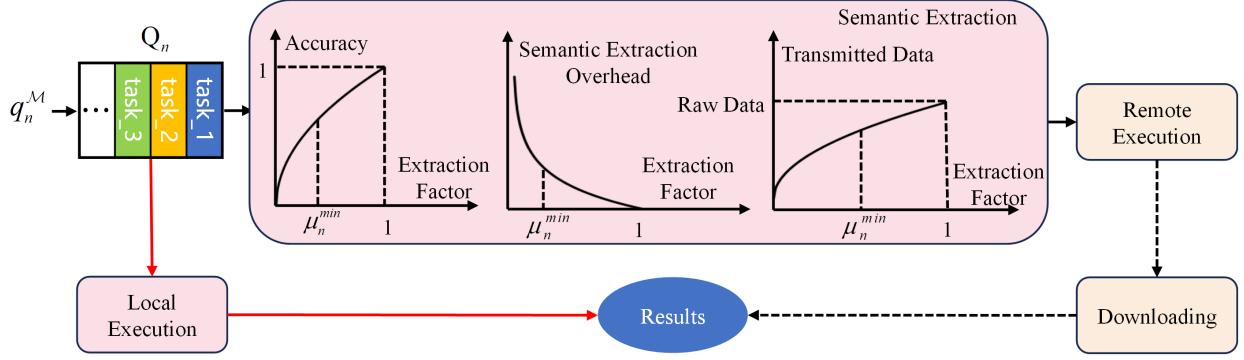 Semantic Extraction
Q_n
q_n^ℳ
...
task_3
task_2
task_1
Accuracy
1
Extraction
Factor
μ_n^{min}
1
Semantic Extraction
Overhead
Extraction
Factor
μ_n^{min}
1
Transmitted Data
Raw Data
Extraction
Factor
μ_n^{min}
1
Remote
Execution
Local
Execution
Results
Downloading